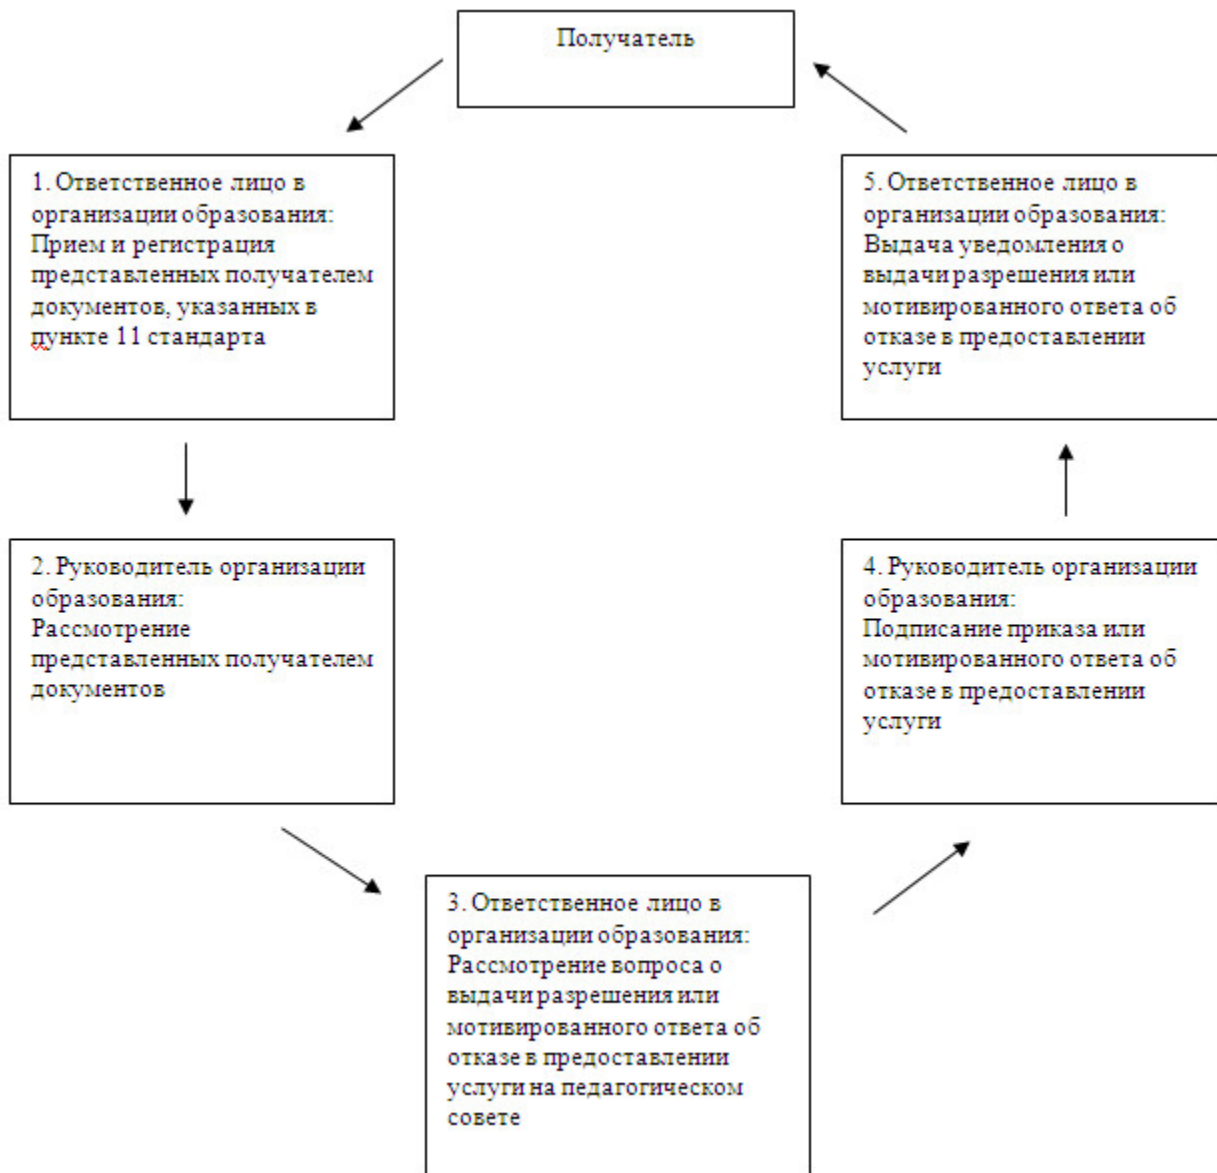 Получатель
1. Ответственное лицо в
организации образования:
Прием и регистрация
представленных получателем
документов, указанных в
пункте 11 стандарта
2. Руководитель организации
образования:
Рассмотрение
представленных получателем
документов
3. Ответственное лицо в
организации образования:
Рассмотрение вопроса о
выдачи разрешения или
мотивированного ответа об
отказе в предоставлении
услуги на педагогическом
совете
4. Руководитель организации
образования:
Подписание приказа или
мотивированного ответа об
отказе в предоставлении
услуги
5. Ответственное лицо в
организации образования:
Выдача уведомления о
выдачи разрешения или
мотивированного ответа об
отказе в предоставлении
услуги